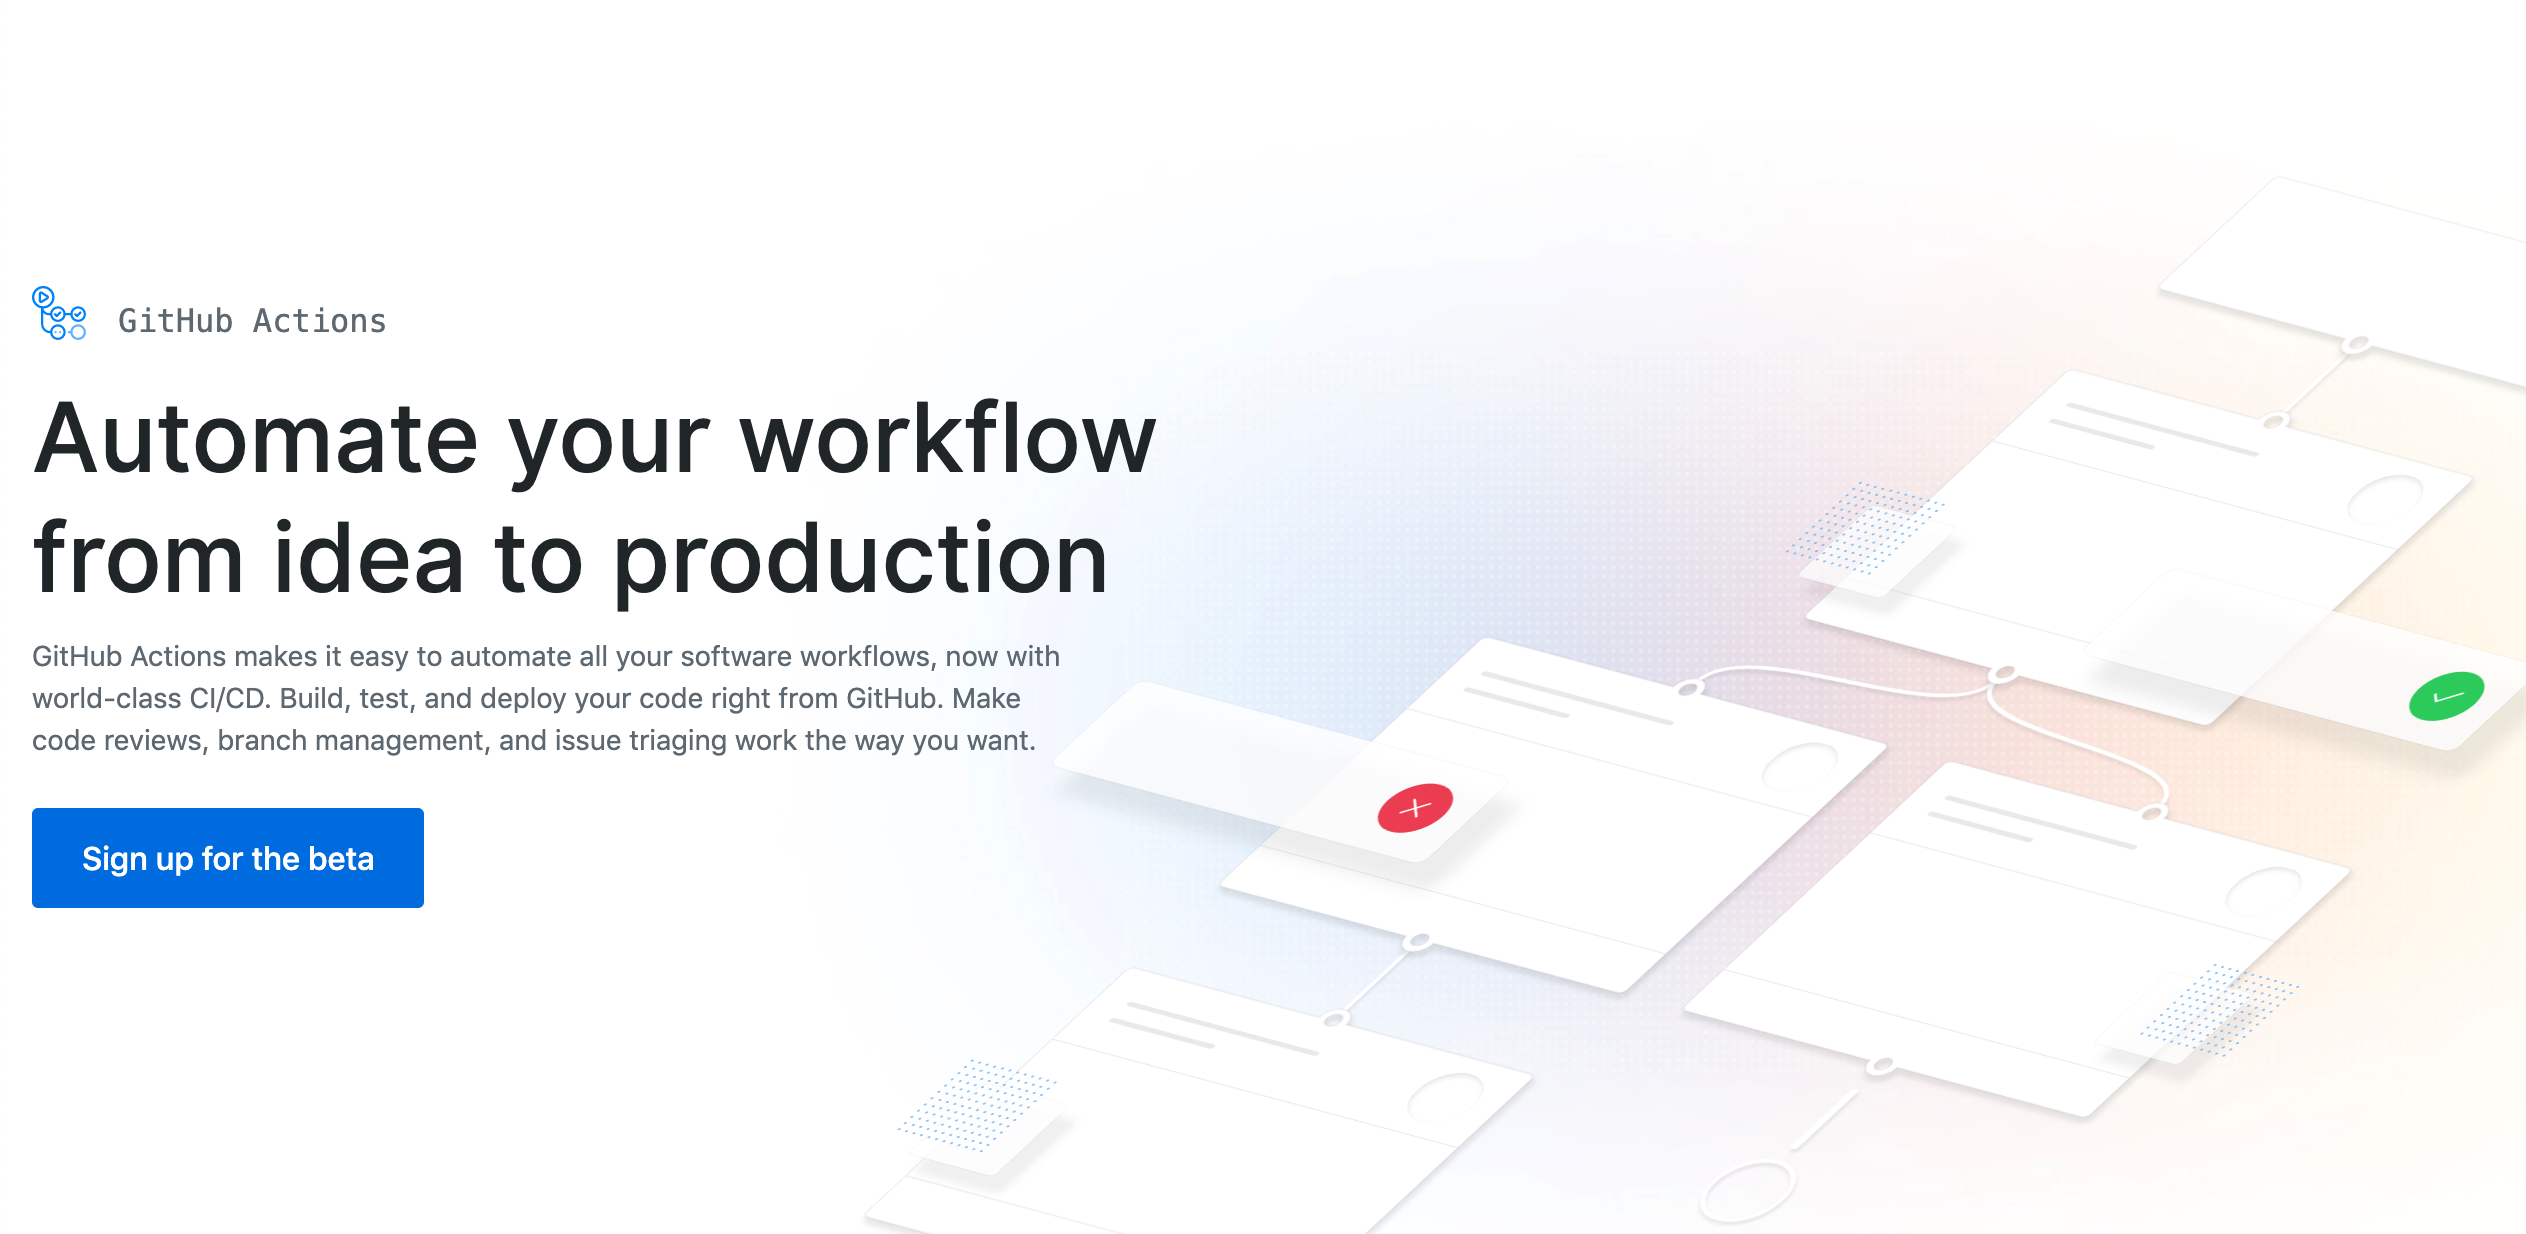 GitHub Actions
Automate your workflow
from idea to production
GitHub Actions makes it easy to automate all your software workflows, now with
world-class CI/CD. Build, test, and deploy your code right from GitHub. Make
code reviews, branch management, and issue triaging work the way you want.
Sign up for the beta